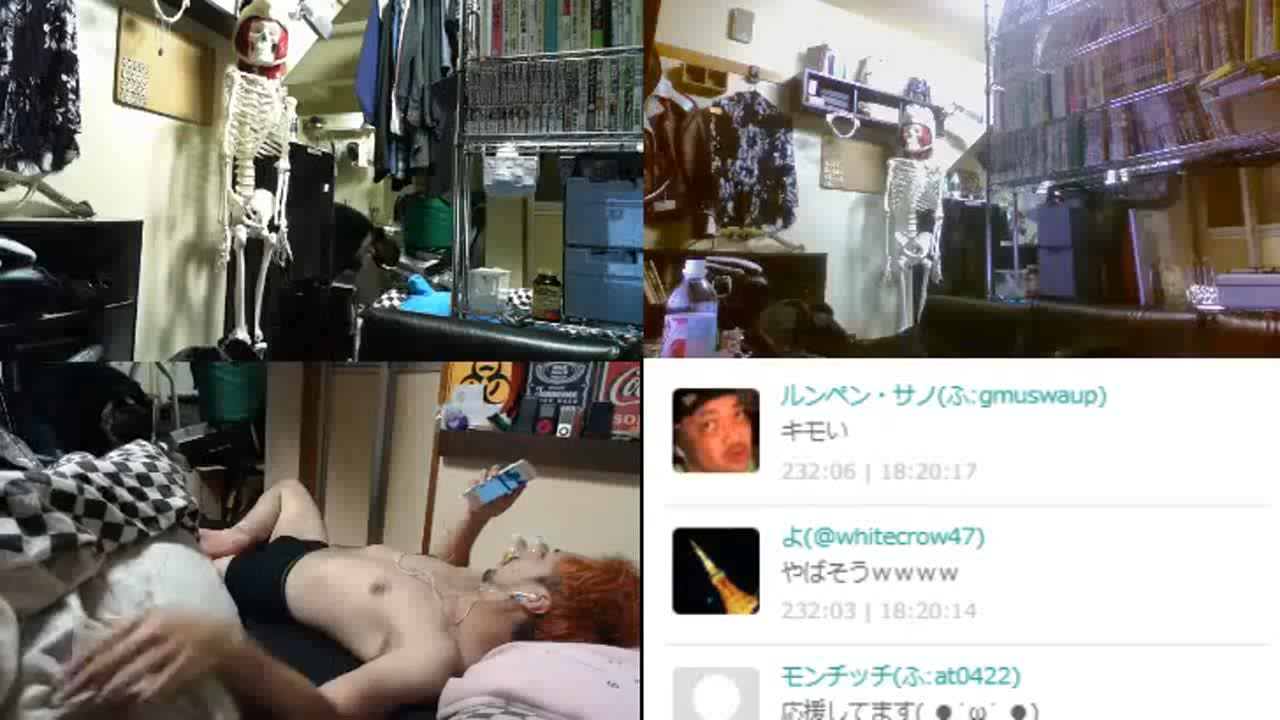 Tennessee
Coca
ルンペン・サノ(ふ:gmuswaup)
キモい
232:06 | 18:20:17
よ(@whitecrow47)
やばそうｗｗｗｗ
232:03 | 18:20:14
モンチッチ(ふ:at0422)
応援してます( ●´ω｀●)